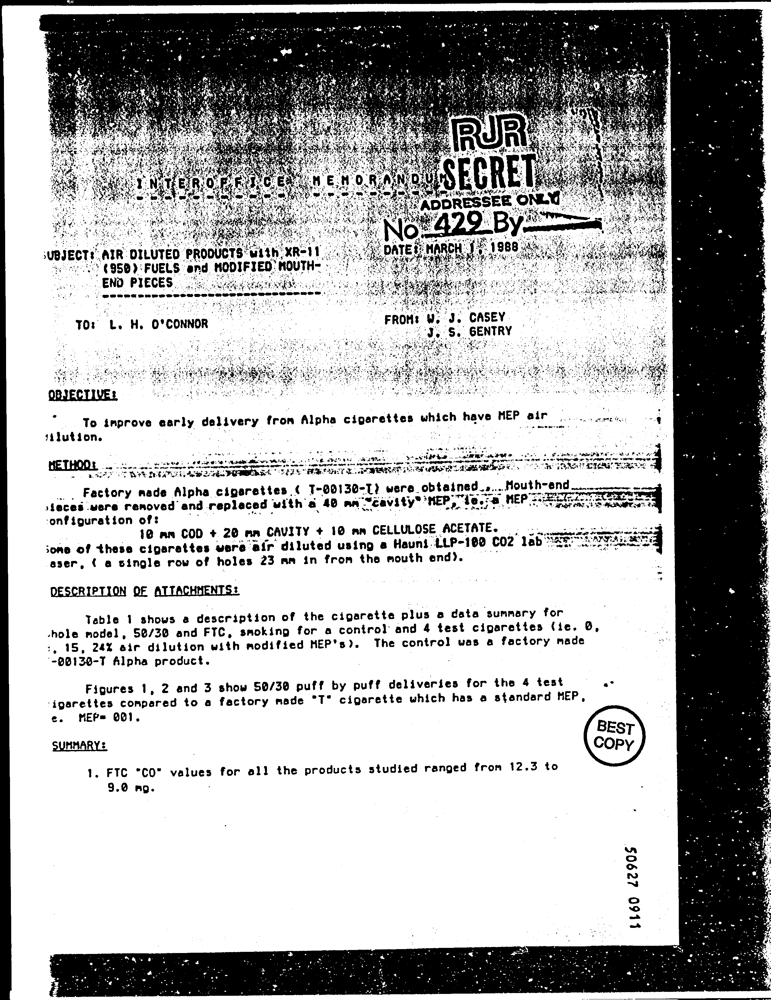 RJR
SECRET
INTEROFFICE MEMORANDUM
ADDRESSEE ONLY
No. 429 By
DATE: MARCH 1, 1988
UBJECT: AIR DILUTED PRODUCTS with XR-11
(950) FUELS and MODIFIED MOUTH-
END PIECES
TO: L. H. O'CONNOR
FROM: W. J. CASEY
J. S. GENTRY
OBJECTIVE:
To improve early delivery from Alpha cigarettes which have MEP air
ilution.
METHOD:
Factory made Alpha cigarettes ( T-00130-T) were obtained. Mouth-end
ieces were removed and replaced with a 40 mm "cavity" MEP, ie., a MEP
onfiguration of:
10 mm COD + 20 mm CAVITY + 10 mm CELLULOSE ACETATE.
ome of these cigarettes were air diluted using a Hauni LLP-100 CO2 lab
aser, ( a single row of holes 23 mm in from the mouth end).
DESCRIPTION OF ATTACHMENTS:
Table 1 shows a description of the cigarette plus a data summary for
hole model, 50/30 and FTC, smoking for a control and 4 test cigarettes (ie. 0,
, 15, 24% air dilution with modified MEP's). The control was a factory made
-00130-T Alpha product.
Figures 1, 2 and 3 show 50/30 puff by puff deliveries for the 4 test
igarettes compared to a factory made "T" cigarette which has a standard MEP,
e. MEP= 001.
BEST
COPY
SUMMARY:
1. FTC "CO" values for all the products studied ranged from 12.3 to
9.0 mg.
50627 0911